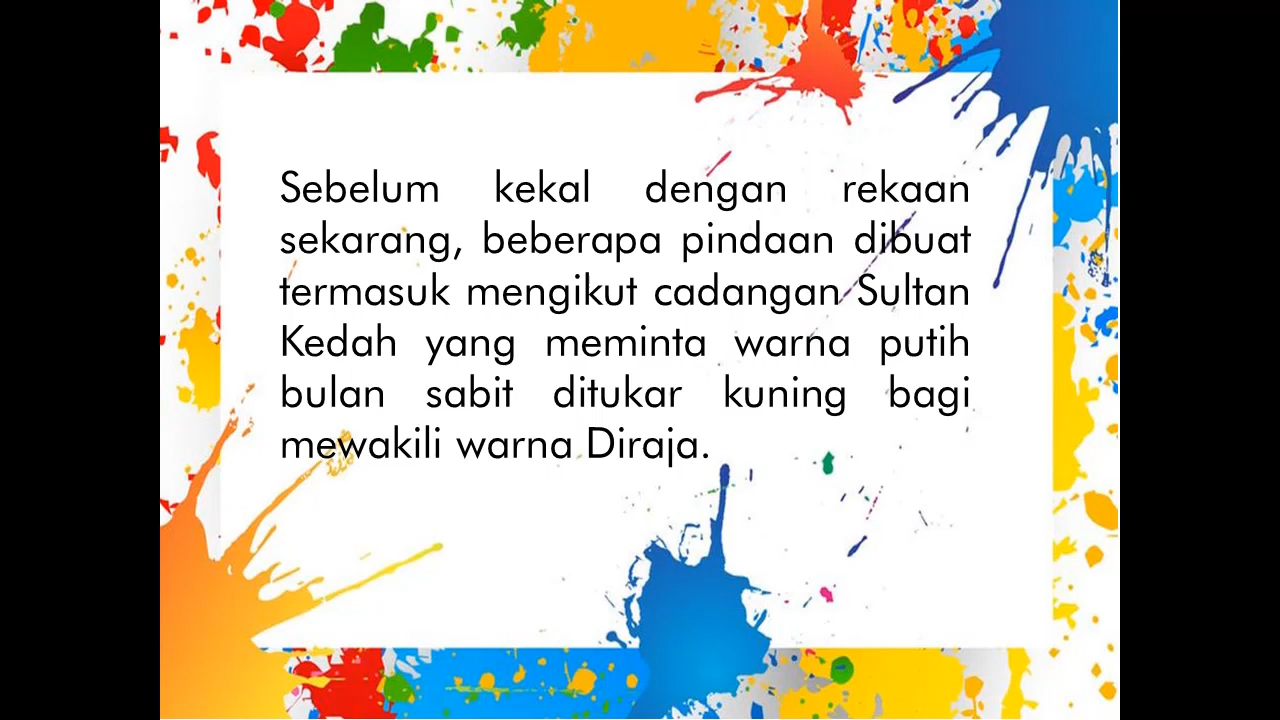 Sebelum kekal dengan rekaan
sekarang, beberapa pindaan dibuat
termasuk mengikut cadangan Sultan
Kedah yang meminta warna putih
bulan sabit ditukar kuning bagi
mewakili warna Diraja.